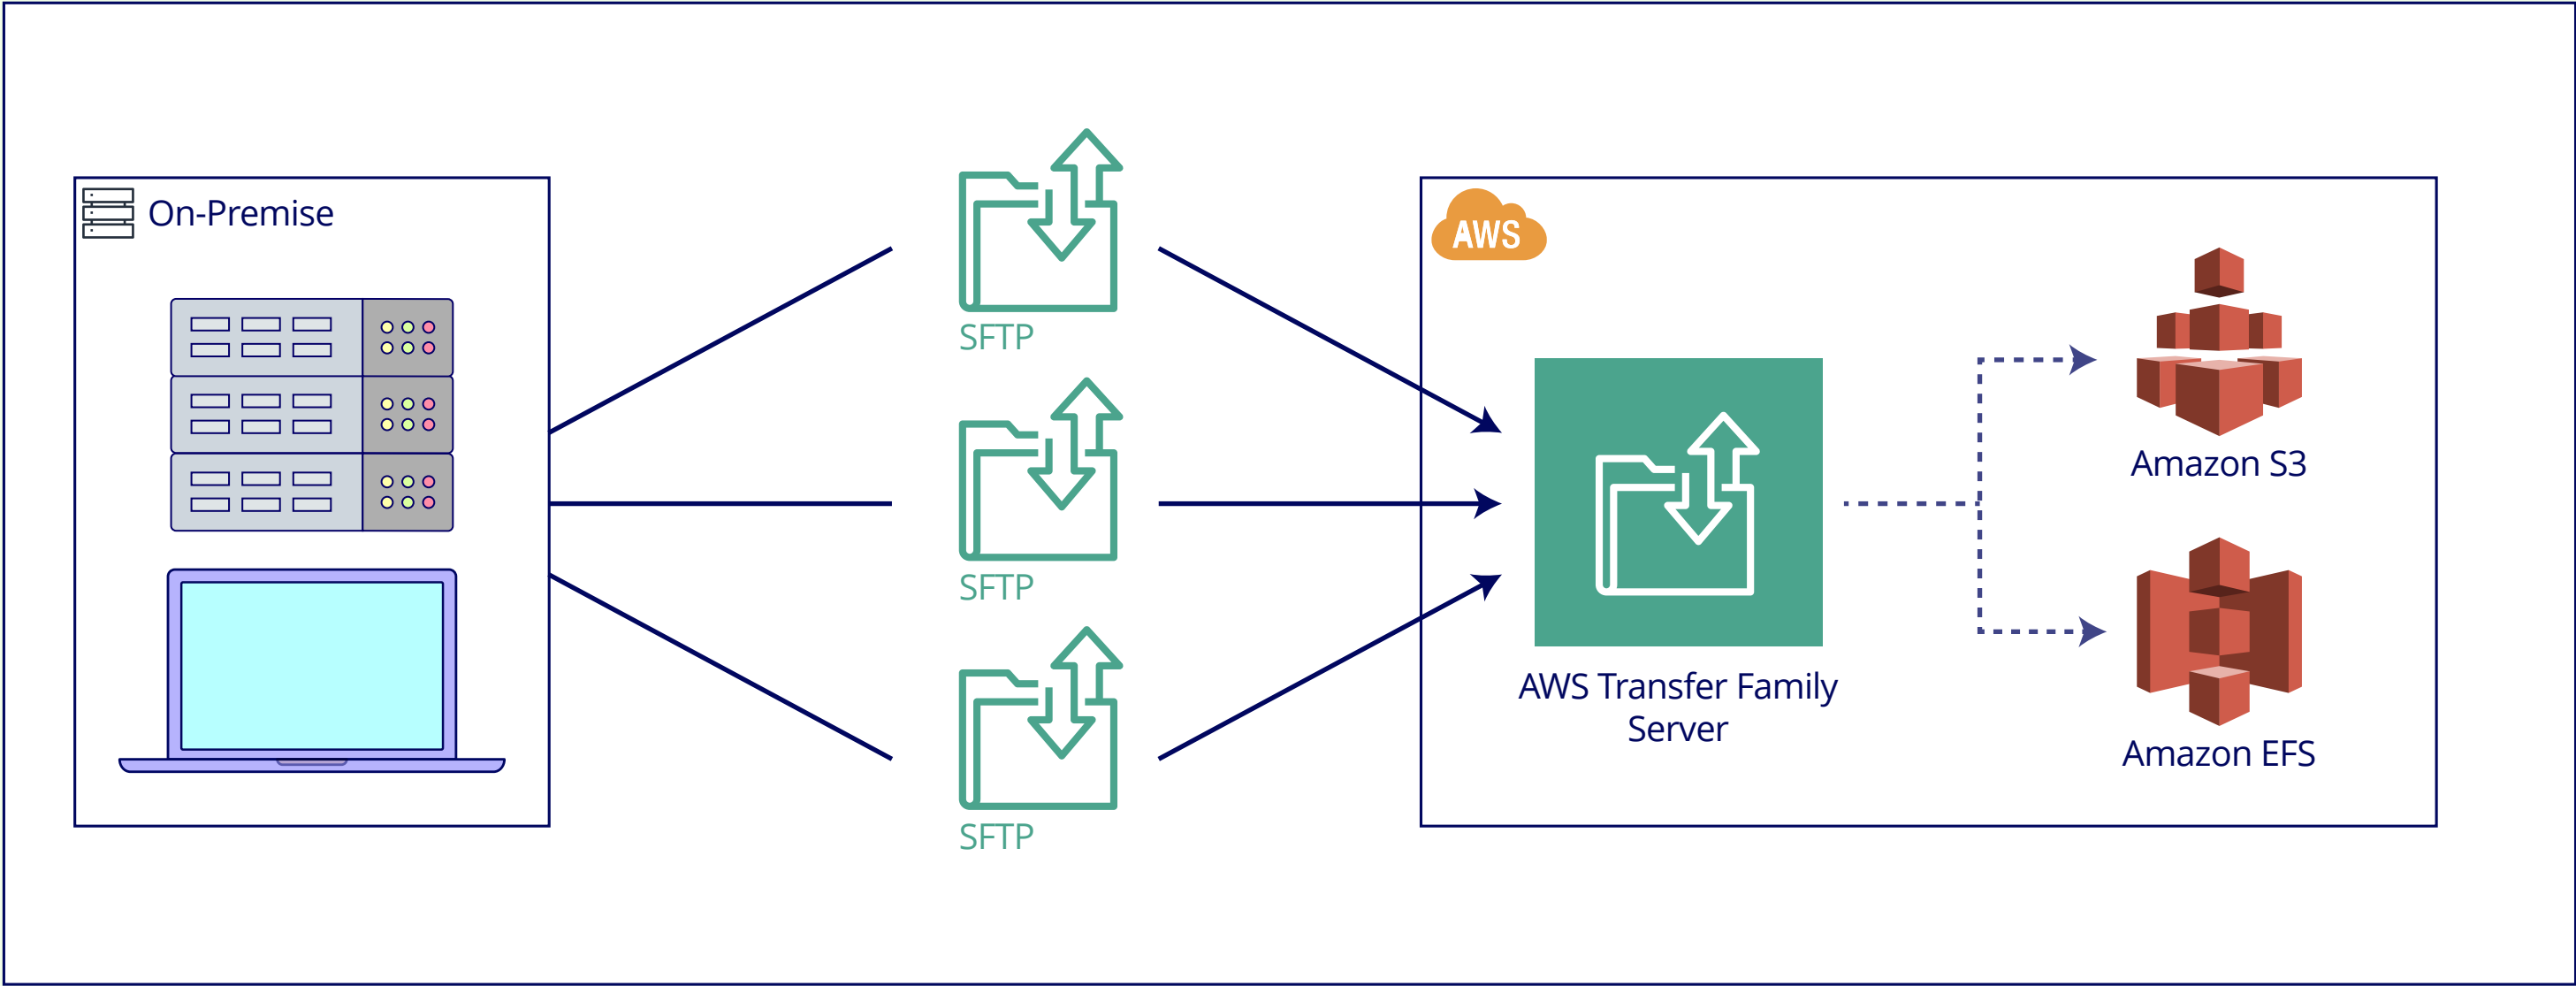 On-Premise
SFTP
SFTP
SFTP
AWS
AWS Transfer Family
Server
Amazon S3
Amazon EFS